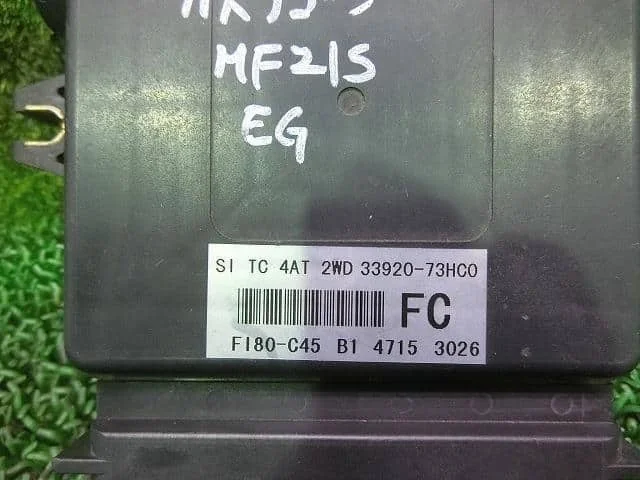 MF21S
EG
SI TC 4AT 2WD 33920-73HC0
FC
FI80-C45 B1 4715 3026